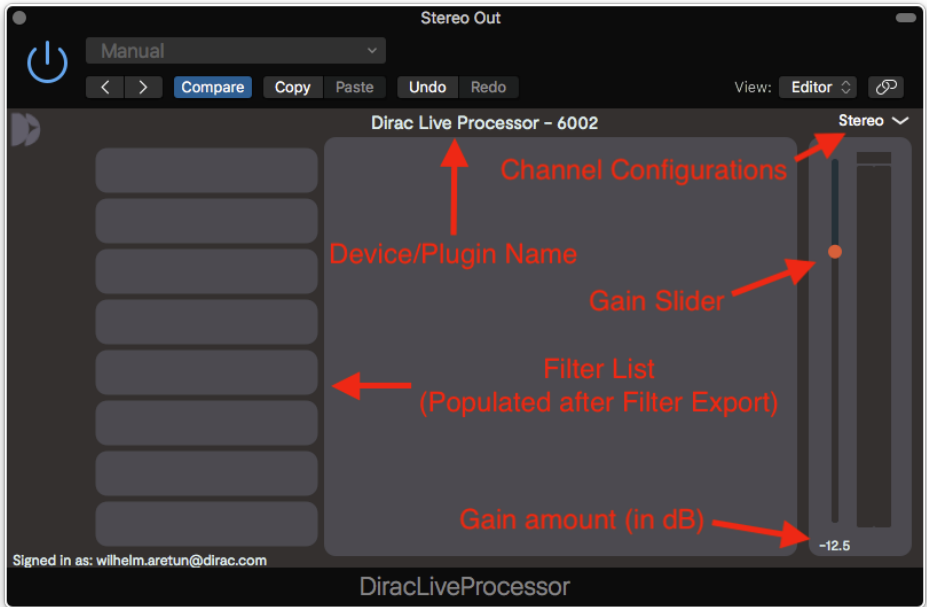 Stereo Out
Manual
Compare Copy Paste Undo Redo View: Editor
Dirac Live Processor - 6002 Stereo
Channel Configurations
Device/Plugin Name
Gain Slider
Filter List
(Populated after Filter Export)
Gain amount (in dB)
-12.5
Signed in as: wilhelm.aretun@dirac.com
DiracLiveProcessor